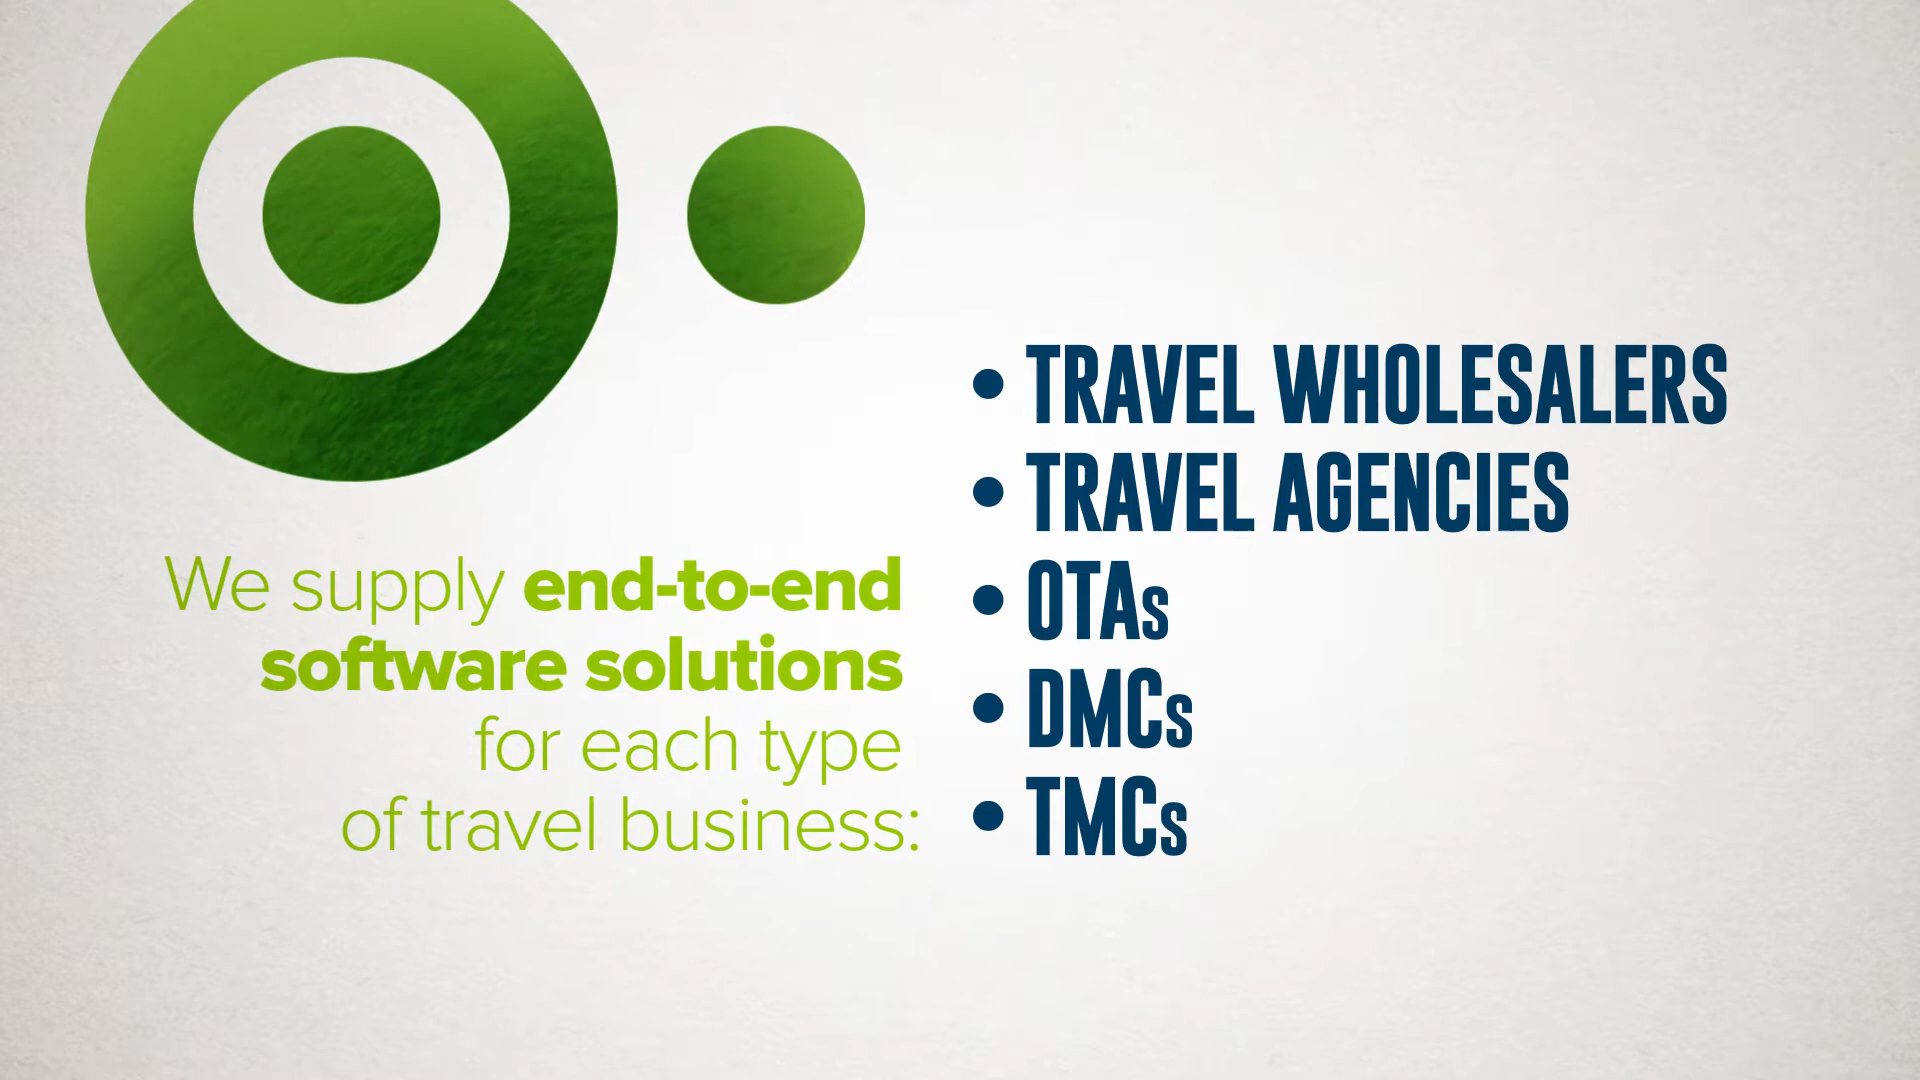 We supply end-to-end
software solutions
for each type
of travel business:
• TRAVEL WHOLESALERS
• TRAVEL AGENCIES
• OTAs
• DMCs
• TMCs